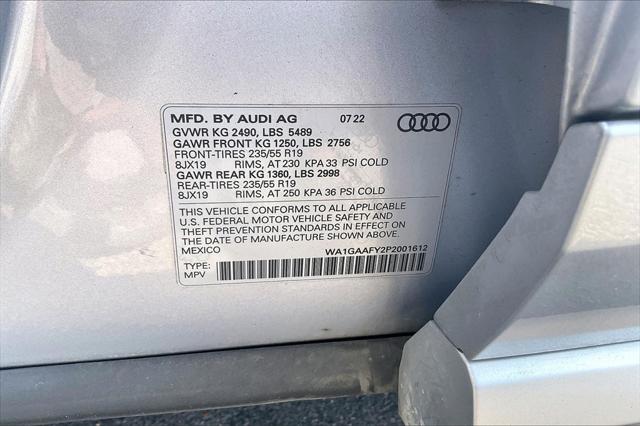 MFD. BY AUDI AG 07 22
GVWR KG 2490, LBS 5489
GAWR FRONT KG 1250, LBS 2756
FRONT-TIRES 235/55 R19
8JX19 RIMS, AT 230 KPA 33 PSI COLD
GAWR REAR KG 1360, LBS 2998
REAR-TIRES 235/55 R19
8JX19 RIMS, AT 250 KPA 36 PSI COLD
THIS VEHICLE CONFORMS TO ALL APPLICABLE
U.S. FEDERAL MOTOR VEHICLE SAFETY AND
THEFT PREVENTION STANDARDS IN EFFECT ON
THE DATE OF MANUFACTURE SHOWN ABOVE.
MEXICO WA1GAAFY2P2001612
TYPE:
MPV